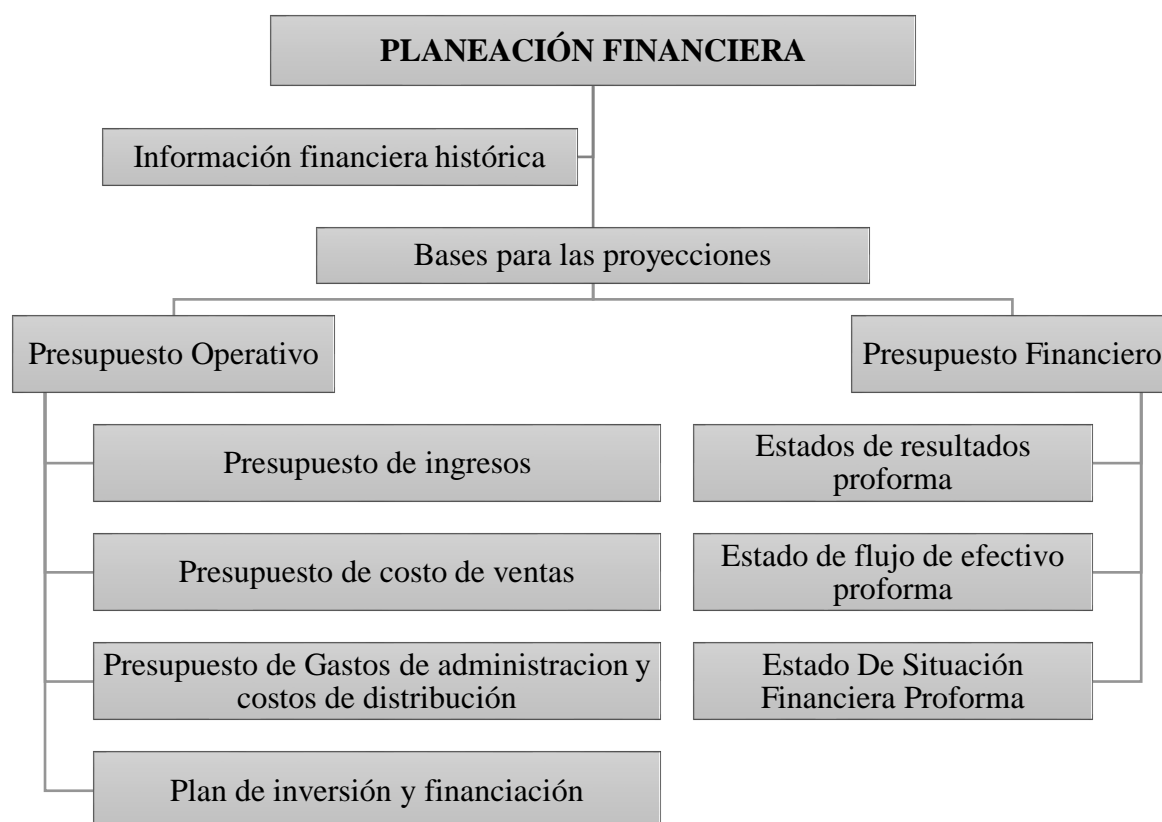 PLANEACIÓN FINANCIERA
Información financiera histórica
Bases para las proyecciones
Presupuesto Operativo
Presupuesto de ingresos
Presupuesto de costo de ventas
Presupuesto de Gastos de administracion y
costos de distribución
Plan de inversión y financiación
Presupuesto Financiero
Estados de resultados
proforma
Estado de flujo de efectivo
proforma
Estado De Situación
Financiera Proforma